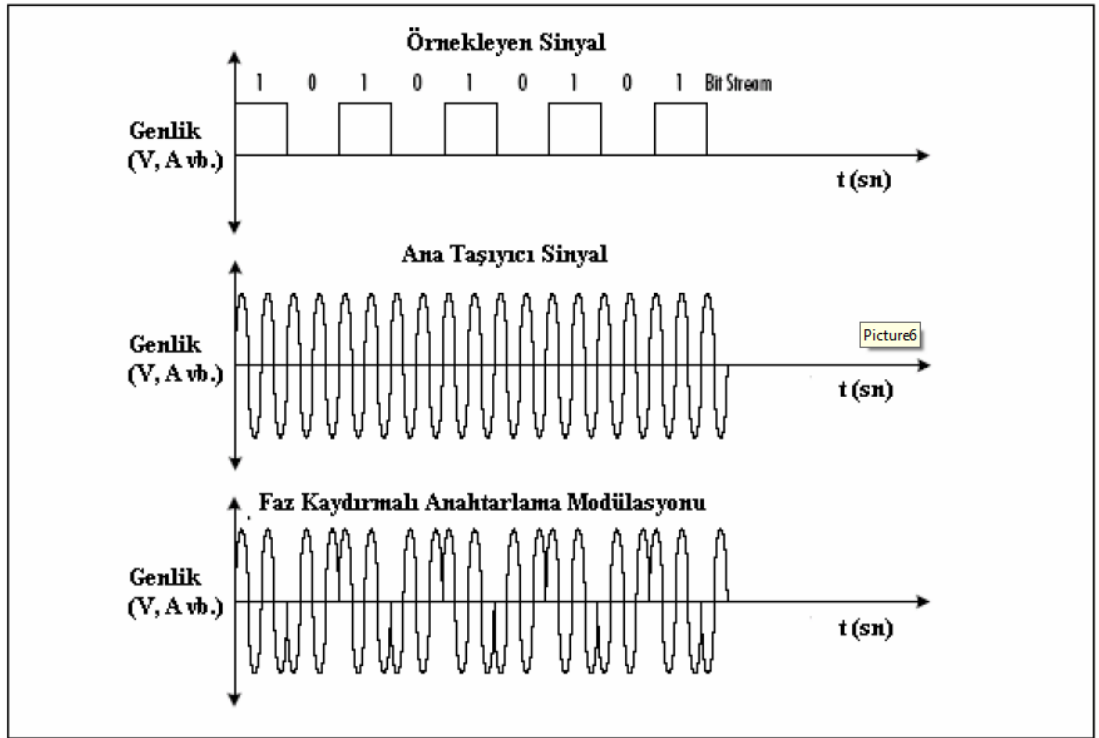 Örnekleyen Sinyal
1 0 1 0 1 0 1 0 1 Bit Stream
Genlik
(V, A vb.)
t (sn)
Ana Taşıyıcı Sinyal
Genlik
(V, A vb.)
Picture6
t (sn)
Faz Kaydırmalı Anahtarlama Modülasyonu
Genlik
(V, A vb.)
t (sn)